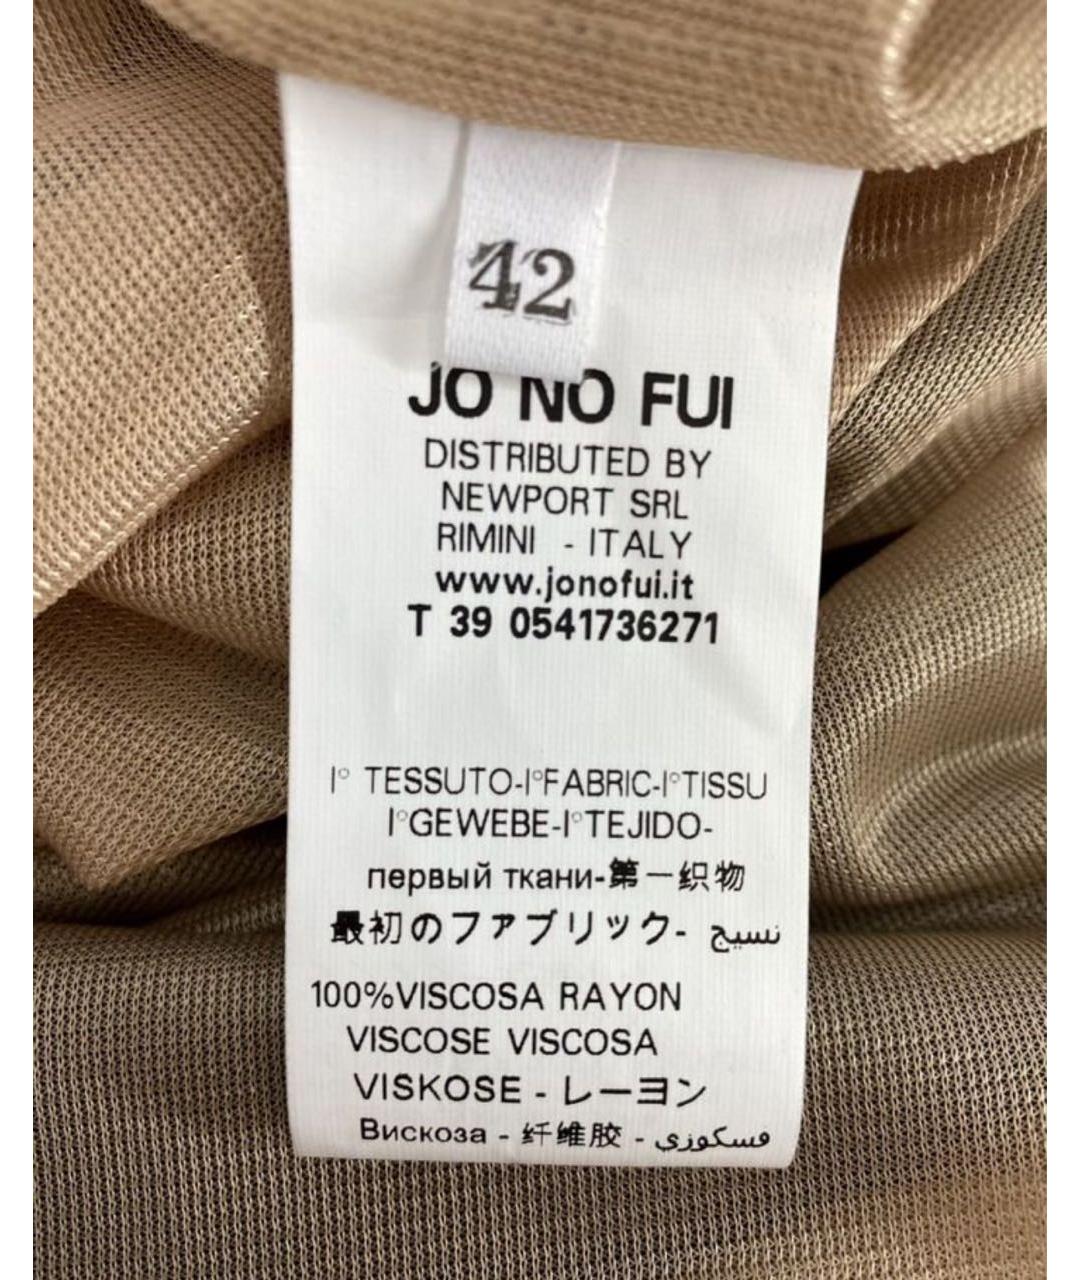 42
JO NO FUI
DISTRIBUTED BY
NEWPORT SRL
RIMINI - ITALY
www.jonofui.it
T 39 0541736271
I° TESSUTO-I°FABRIC-I°TISSU
I°GEWEBE-I°TEJIDO-
первый ткани-第一织物
最初のファブリック- نسيج
100%VISCOSA RAYON
VISCOSE VISCOSA
VISKOSE - レーヨン
Вискоза - 纤维胶 - فسكوزي